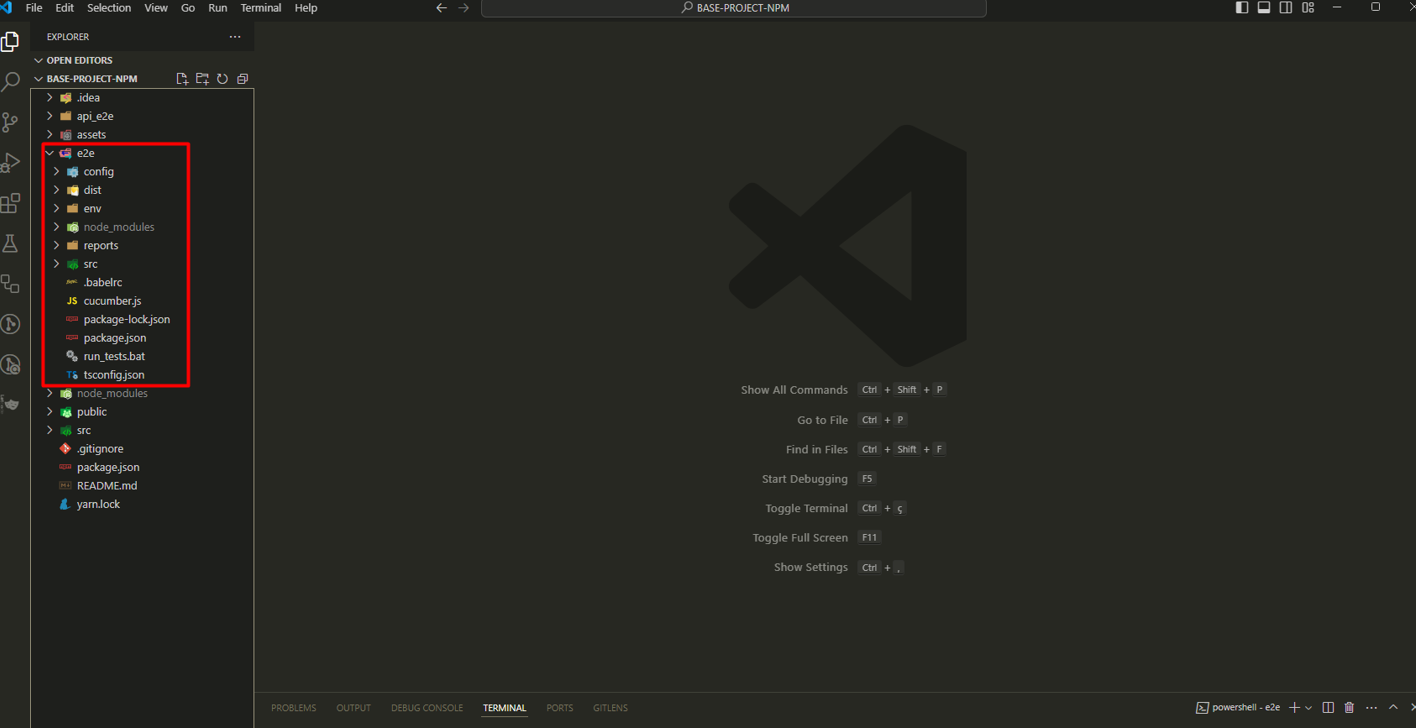 File Edit Selection View Go Run Terminal Help
BASE-PROJECT-NPM
EXPLORER
OPEN EDITORS
BASE-PROJECT-NPM
.idea
api_e2e
assets
e2e
config
dist
env
node_modules
reports
src
.babelrc
JS cucumber.js
package-lock.json
package.json
run_tests.bat
TS tsconfig.json
node_modules
public
src
.gitignore
package.json
README.md
yarn.lock
Show All Commands Ctrl + Shift + P
Go to File Ctrl + P
Find in Files Ctrl + Shift + F
Start Debugging F5
Toggle Terminal Ctrl + ç
Toggle Full Screen F11
Show Settings Ctrl + ,
PROBLEMS OUTPUT DEBUG CONSOLE TERMINAL PORTS GITLENS
powershell - e2e